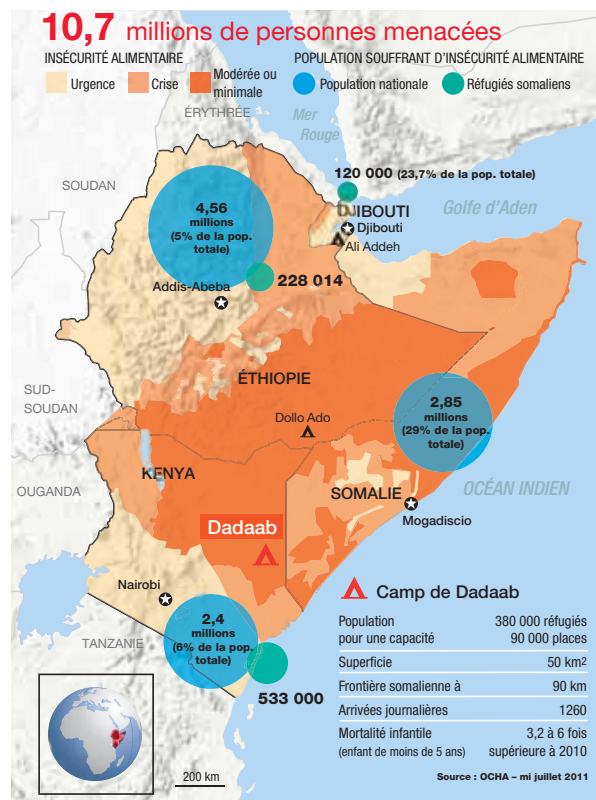 10,7 millions de personnes menacées
INSÉCURITÉ ALIMENTAIRE
Urgence
Crise
Modérée ou
minimale
POPULATION SOUFFRANT D'INSÉCURITÉ ALIMENTAIRE
Population nationale
Réfugiés somaliens
ÉRYTHRÉE
Mer
Rouge
SOUDAN
120 000 (23,7% de la pop. totale)
4,56
millions
(5% de la pop.
totale)
DJIBOUTI
Djibouti
Ali Addeh
Golfe d'Aden
228 014
Addis-Abeba
ÉTHIOPIE
SUD-
SOUDAN
2,85
millions
(29% de la pop.
totale)
Dollo Ado
KENYA
SOMALIE
OCÉAN INDIEN
OUGANDA
Mogadiscio
Dadaab
Nairobi
2,4
millions
(6% de la pop.
totale)
TANZANIE
533 000
Camp de Dadaab
Population 380 000 réfugiés
pour une capacité 90 000 places
Superficie 50 km²
Frontière somalienne à 90 km
Arrivées journalières 1260
Mortalité infantile 3,2 à 6 fois
(enfant de moins de 5 ans) supérieure à 2010
200 km
Source : OCHA – mi juillet 2011